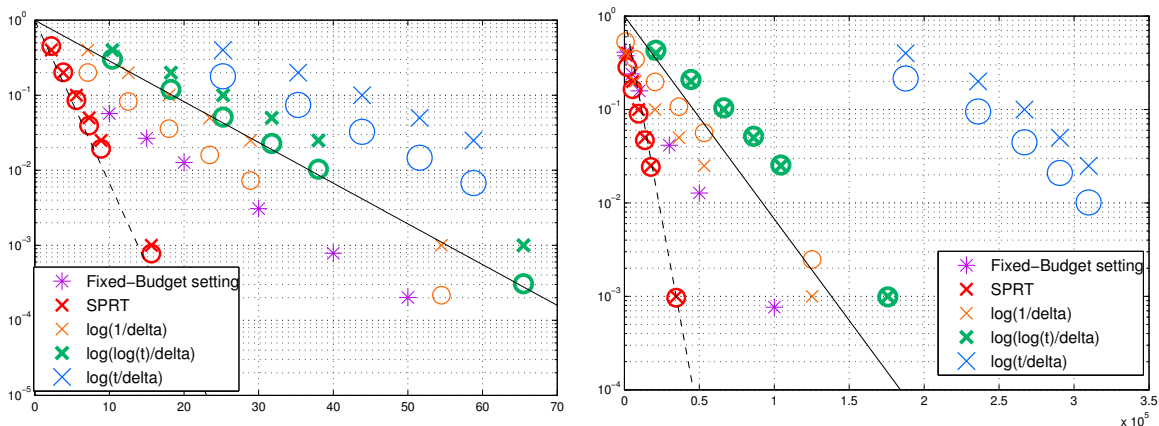 10^0
10^-1
10^-2
10^-3
10^-4
10^-5
0 10 20 30 40 50 60 70
Fixed−Budget setting
SPRT
log(1/delta)
log(log(t)/delta)
log(t/delta)
10^0
10^-1
10^-2
10^-3
10^-4
0 0.5 1 1.5 2 2.5 3 3.5
x 10^5
Fixed−Budget setting
SPRT
log(1/delta)
log(log(t)/delta)
log(t/delta)